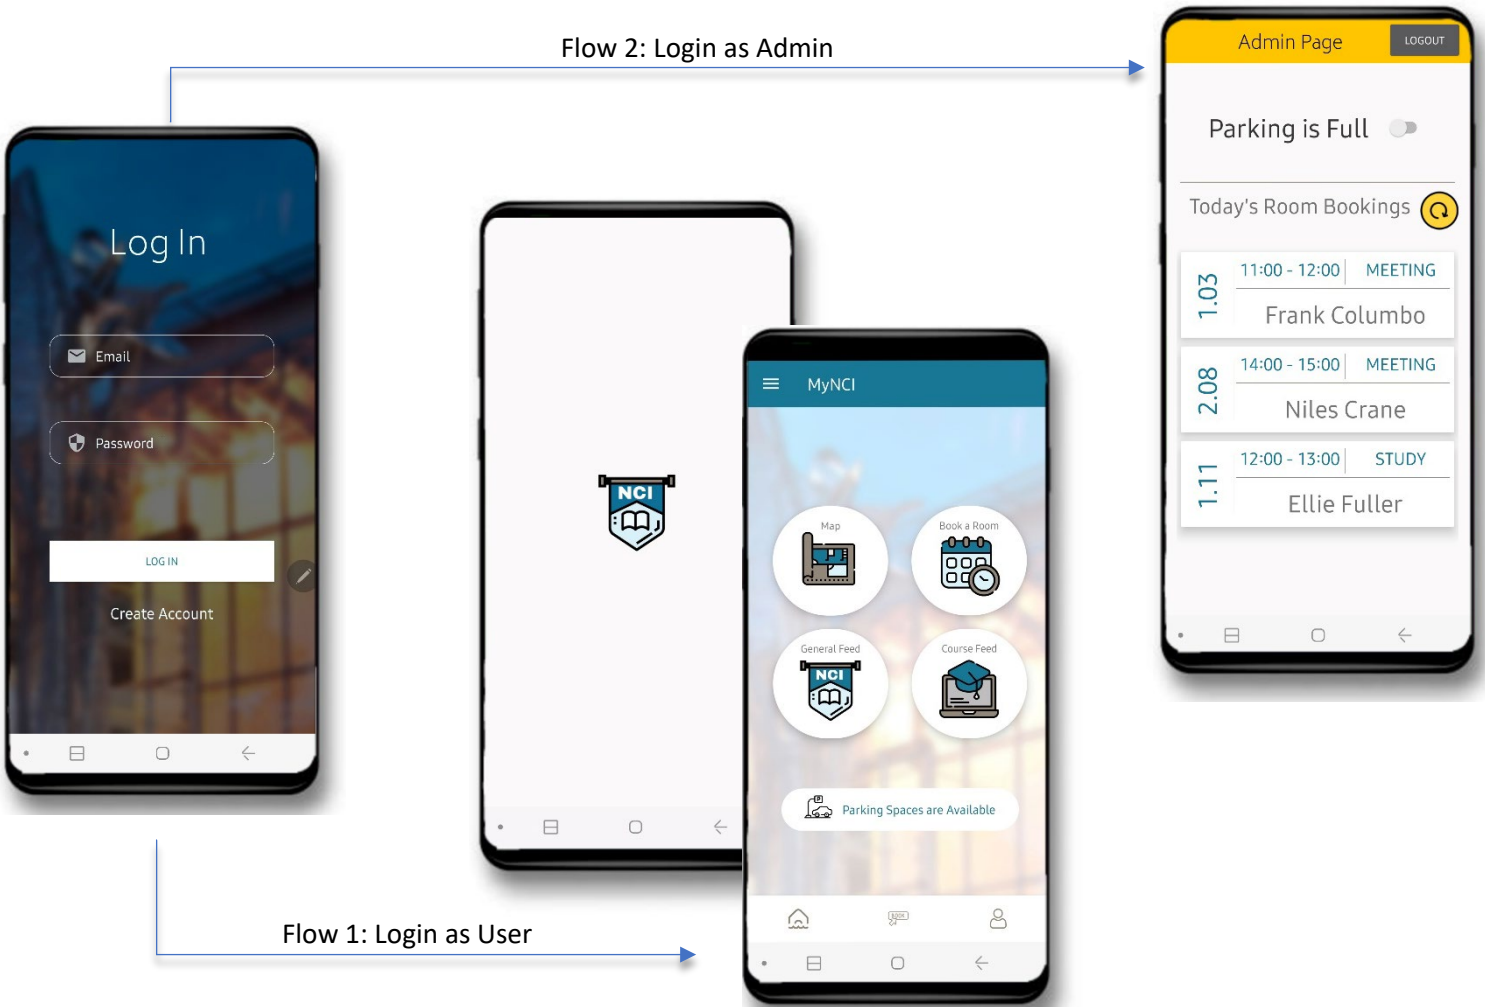 Flow 2: Login as Admin
Admin Page
LOGOUT
Parking is Full
Today's Room Bookings
1.03
11:00 - 12:00
MEETING
Frank Columbo
2.08
14:00 - 15:00
MEETING
Niles Crane
1.11
12:00 - 13:00
STUDY
Ellie Fuller
Log In
Email
Password
LOG IN
Create Account
NCI
MyNCI
Map
Book a Room
General Feed
NCI
Course Feed
P
Parking Spaces are Available
BOOK
Flow 1: Login as User